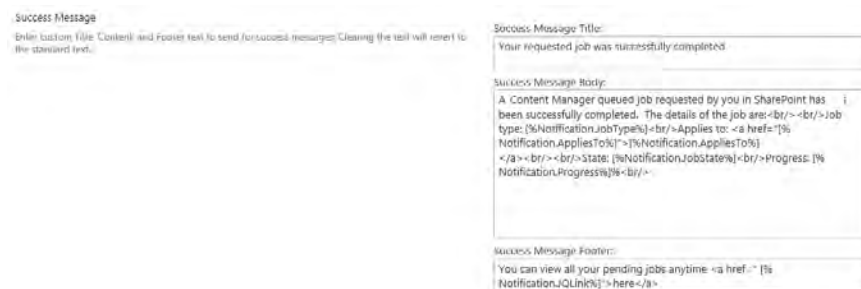 Success Message
Enter custom Title, Content and Footer text to send for success messages. Clearing the text will revert to
the standard text.
Success Message Title:
Your requested job was successfully completed
Success Message Body:
A Content Manager queued job requested by you in SharePoint has
been successfully completed.  The details of the job are:<br/><br/>Job
type: [%Notification.JobType%]<br/>Applies to: <a href="[%
Notification.AppliesTo%]">[%Notification.AppliesTo%]
</a><br/><br/>State: [%Notification.JobState%]<br/>Progress: [%
Notification.Progress%]%<br/>
Success Message Footer:
You can view all your pending jobs anytime <a href=" [%
Notification.JQLink%]">here</a>